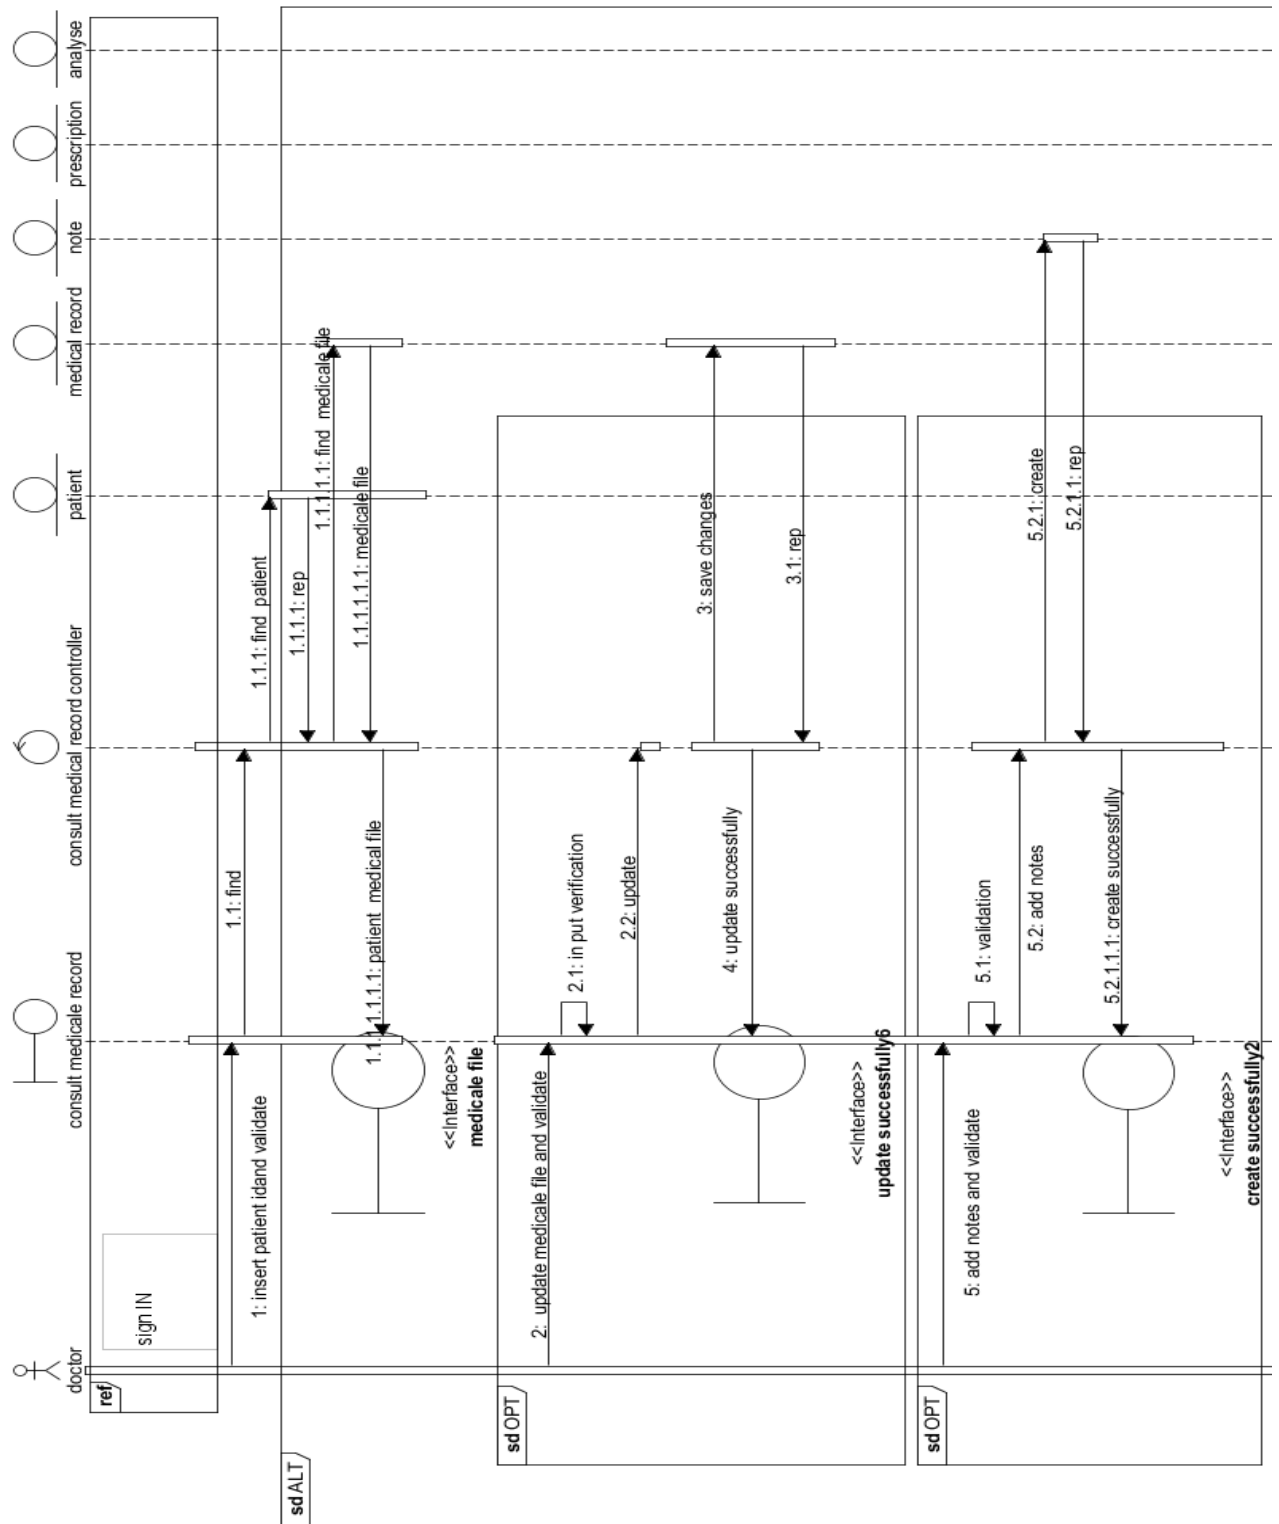 doctor
consult medicale record
consult medical record controller
patient
medical record
note
prescription
analyse
ref
sign IN
1: insert patient idand validate
1.1: find
1.1.1: find patient
sd ALT
1.1.1.1: rep
1.1.1.1.1: find medicale file
1.1.1.1.1.1: medicale file
1.1.1.1.1.1.1: patient medical file
<<Interface>>
medicale file
sd OPT
2: update medicale file and validate
2.1: in put verification
2.2: update
3: save changes
4: update successfully
3.1: rep
<<Interface>>
update successfully6
sd OPT
5: add notes and validate
5.1: validation
5.2: add notes
5.2.1: create
5.2.1.1: rep
5.2.1.1.1: create successfully
<<Interface>>
create successfully2